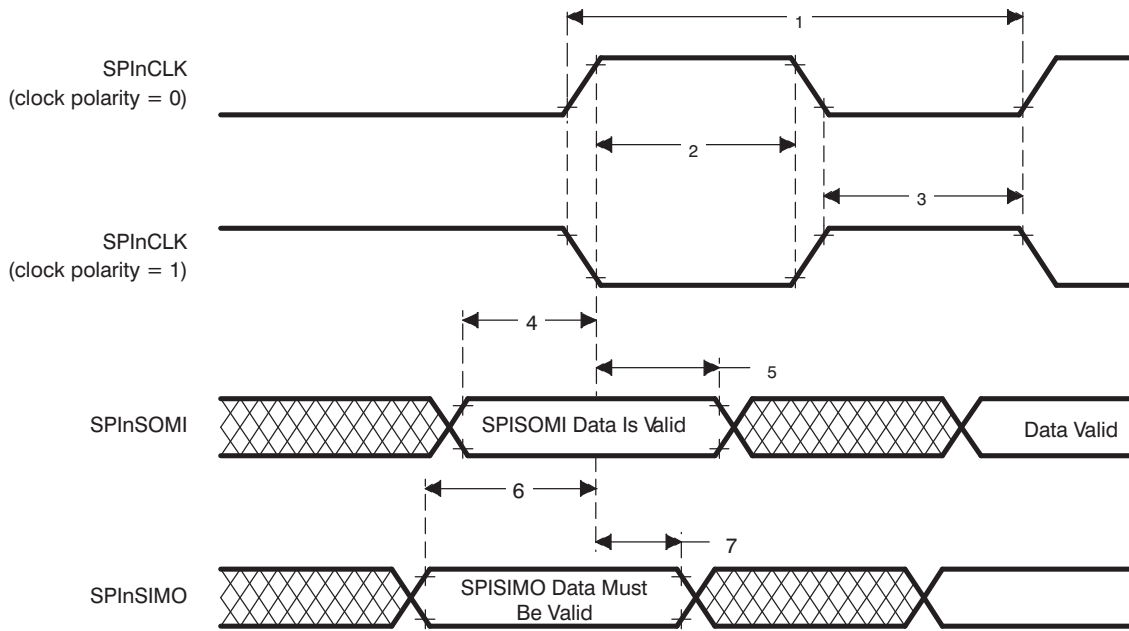 1
SPInCLK
(clock polarity = 0)
2
3
SPInCLK
(clock polarity = 1)
4
5
SPInSOMI
SPISOMI Data Is Valid
Data Valid
6
7
SPInSIMO
SPISIMO Data Must
Be Valid